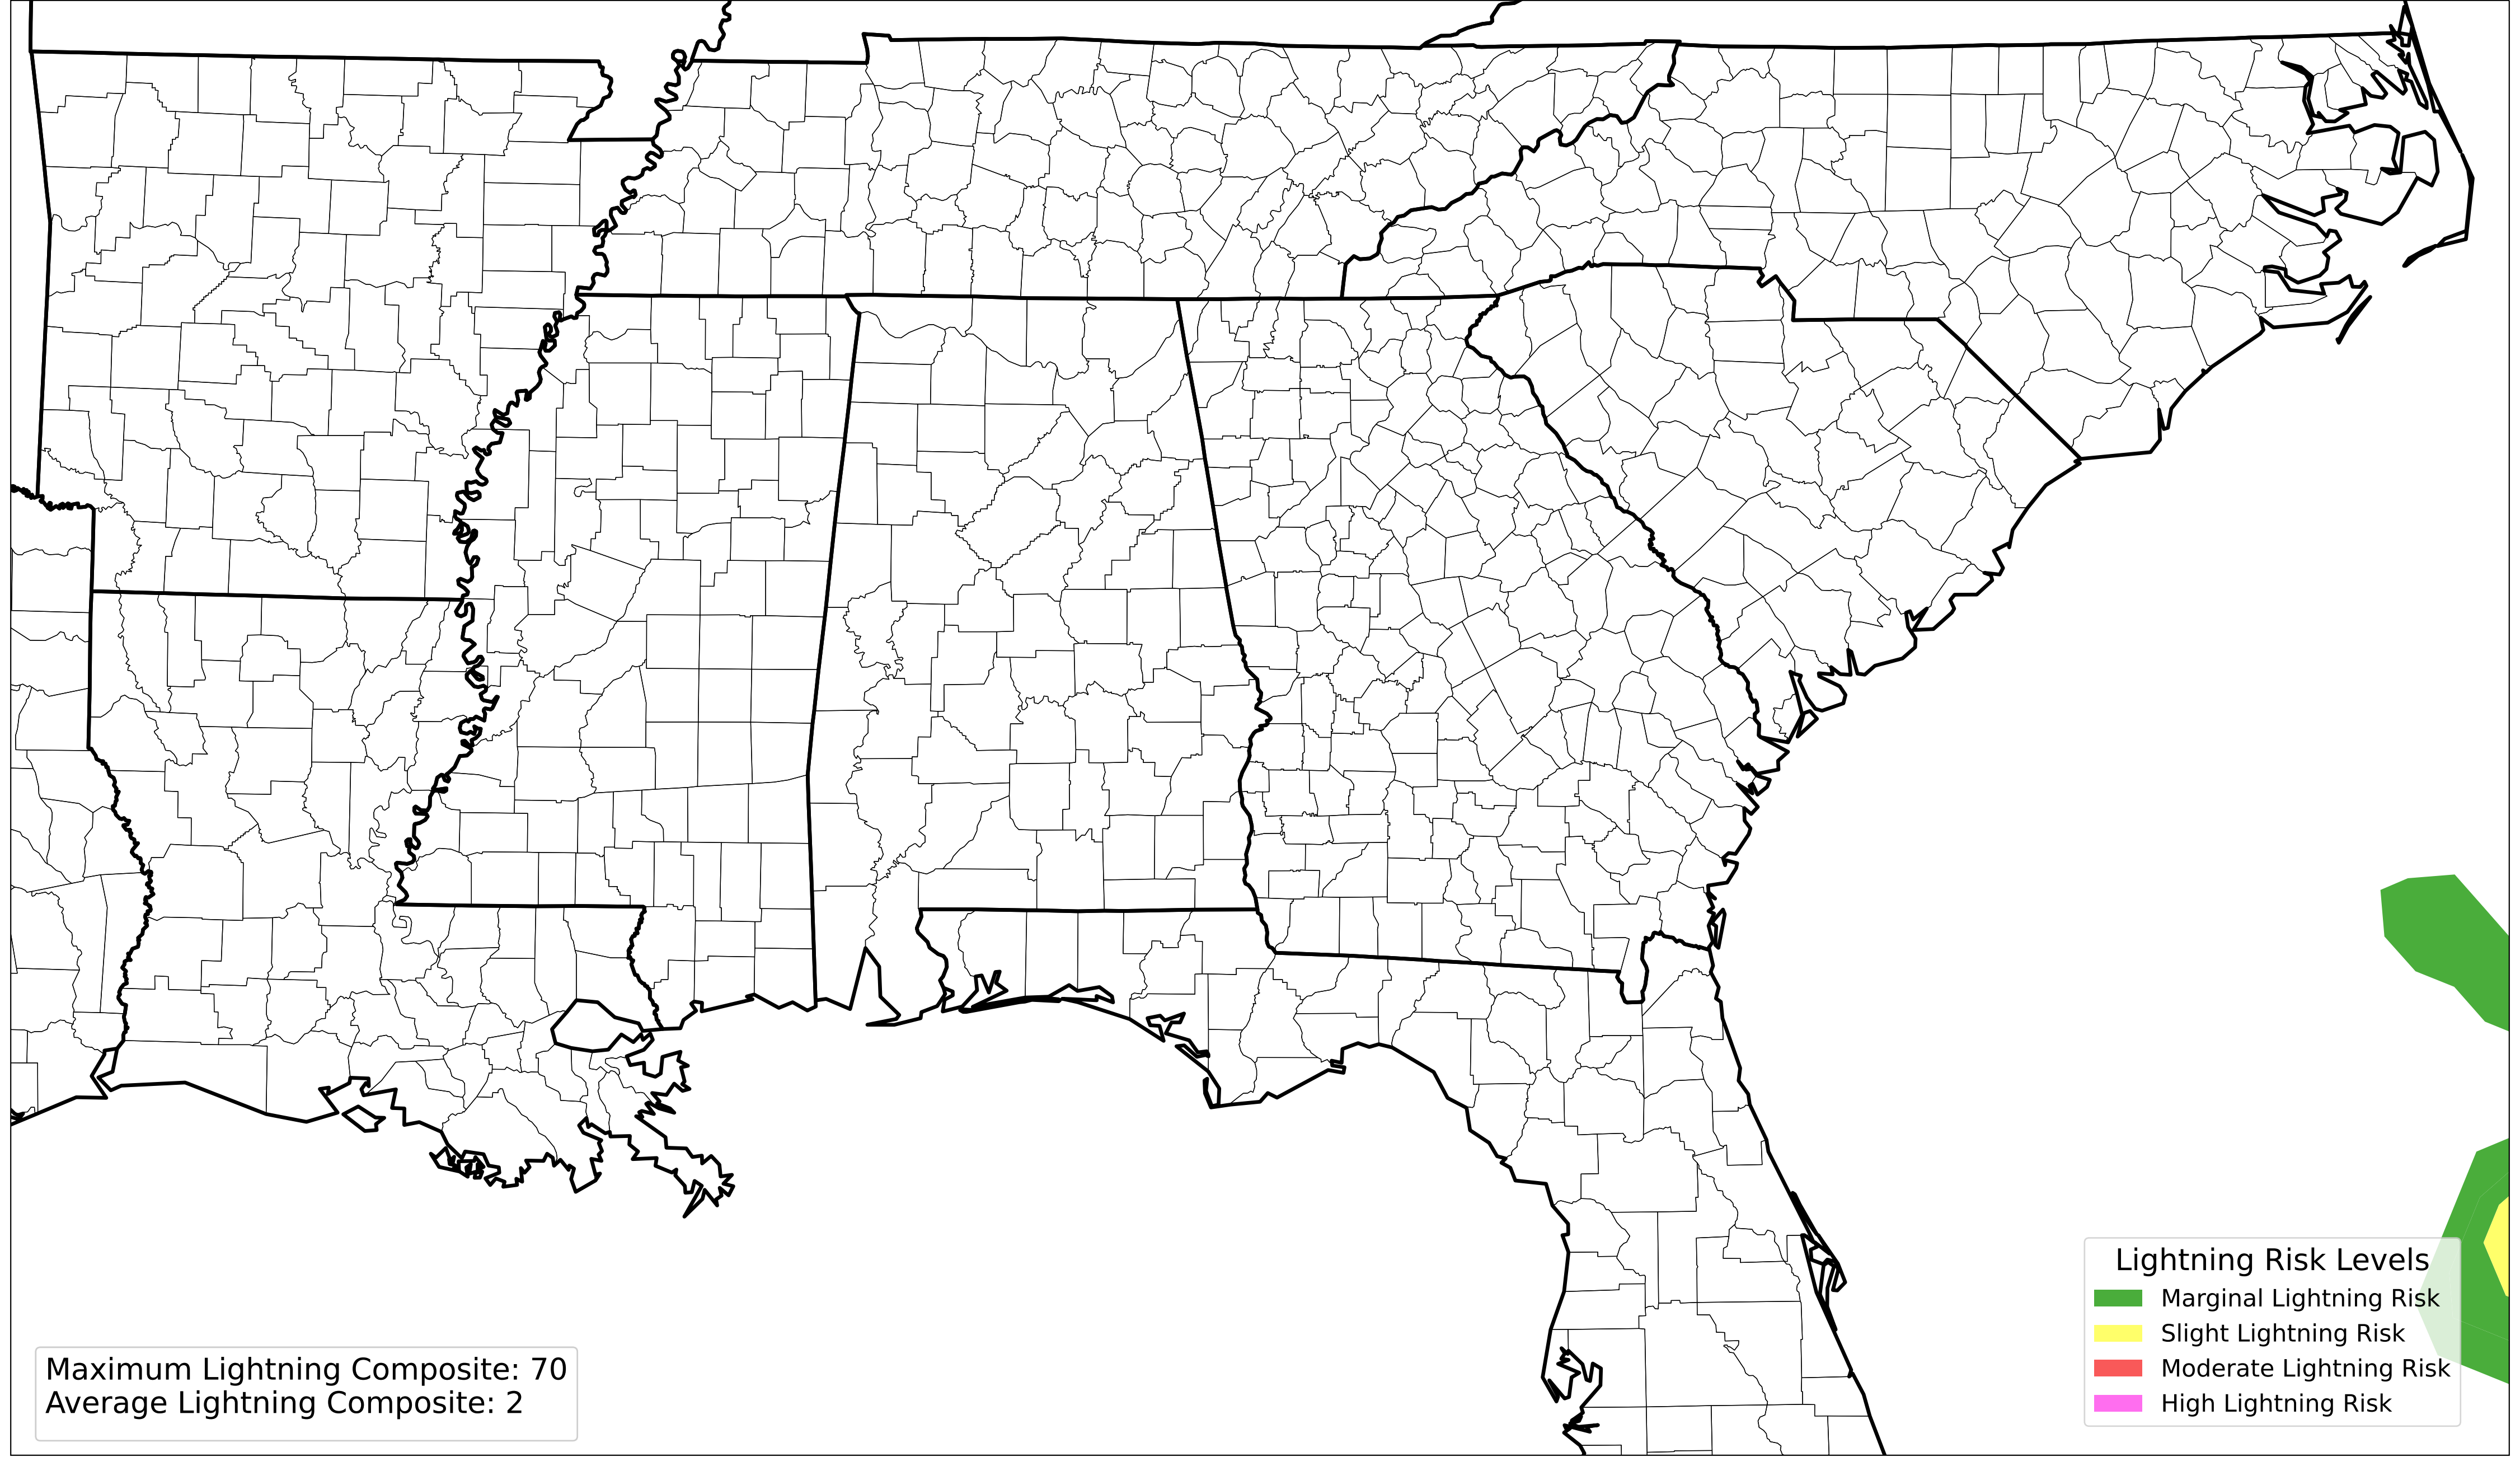 Lightning Risk Levels
Marginal Lightning Risk
Slight Lightning Risk
Moderate Lightning Risk
High Lightning Risk
Maximum Lightning Composite: 70
Average Lightning Composite: 2